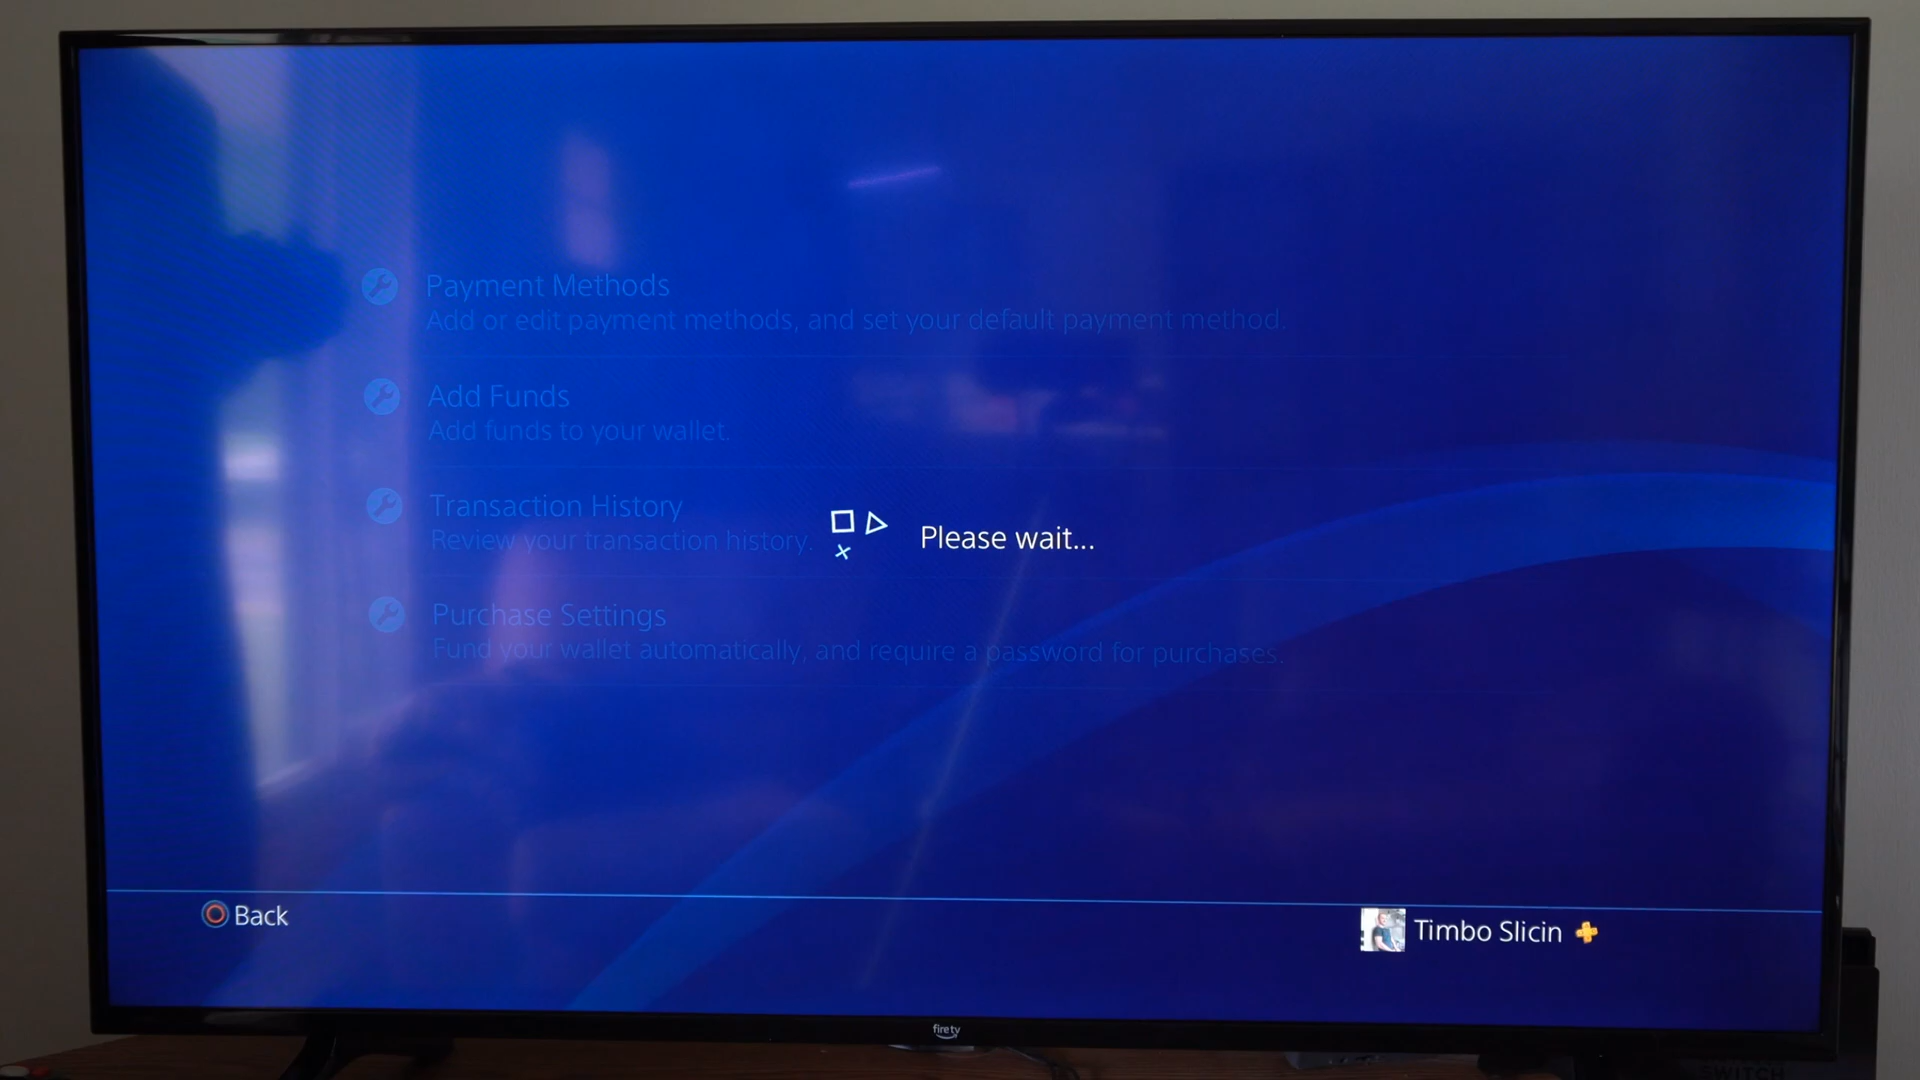 Payment Methods
Add or edit payment methods, and set your default payment method.
Add Funds
Add funds to your wallet.
Transaction History
Review your transaction history.
Please wait...
Purchase Settings
Fund your wallet automatically, and require a password for purchases.
Back
Timbo Slicin
firetv
SWITCH